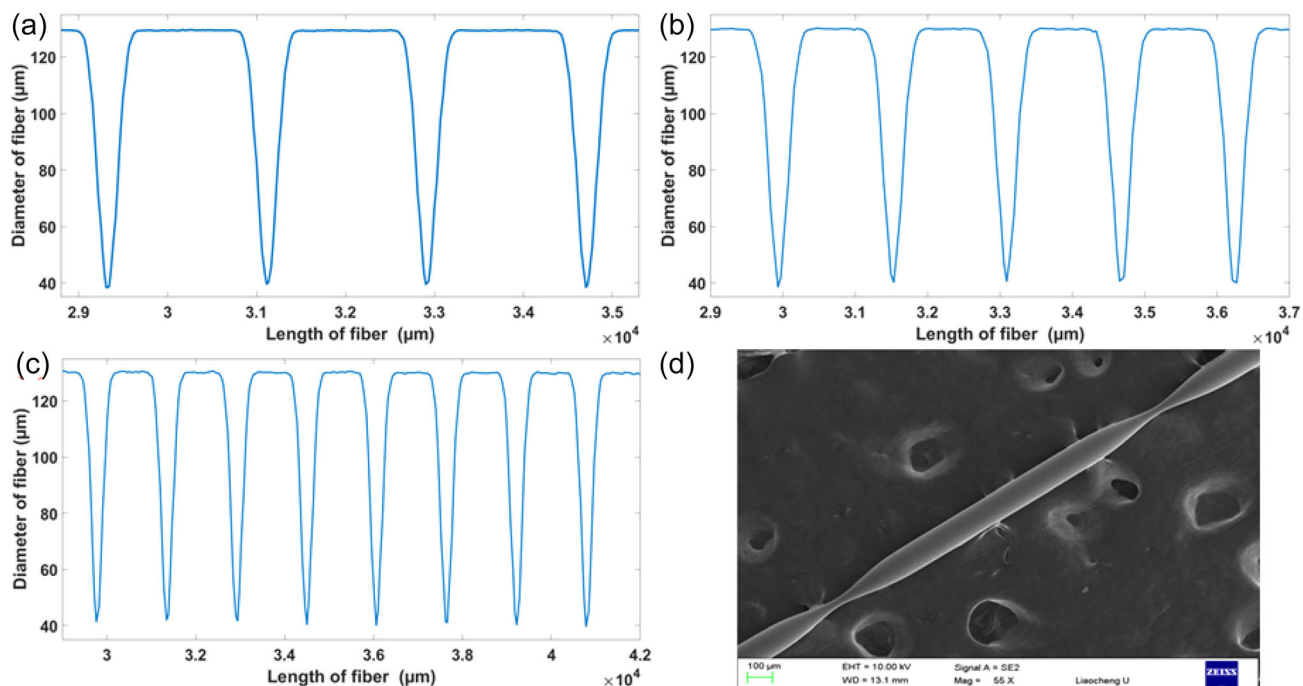 (a)
Diameter of fiber (µm)
120
100
80
60
40
2.9 3 3.1 3.2 3.3 3.4 3.5
Length of fiber (µm)
×10⁴
(b)
Diameter of fiber (µm)
120
100
80
60
40
2.9 3 3.1 3.2 3.3 3.4 3.5 3.6 3.7
Length of fiber (µm)
×10⁴
(c)
Diameter of fiber (µm)
120
100
80
60
40
3 3.2 3.4 3.6 3.8 4 4.2
Length of fiber (µm)
×10⁴
(d)
100 µm
EHT = 10.00 kV
Signal A = SE2
WD = 13.1 mm
Mag = 55 X
Liaocheng U
ZEISS